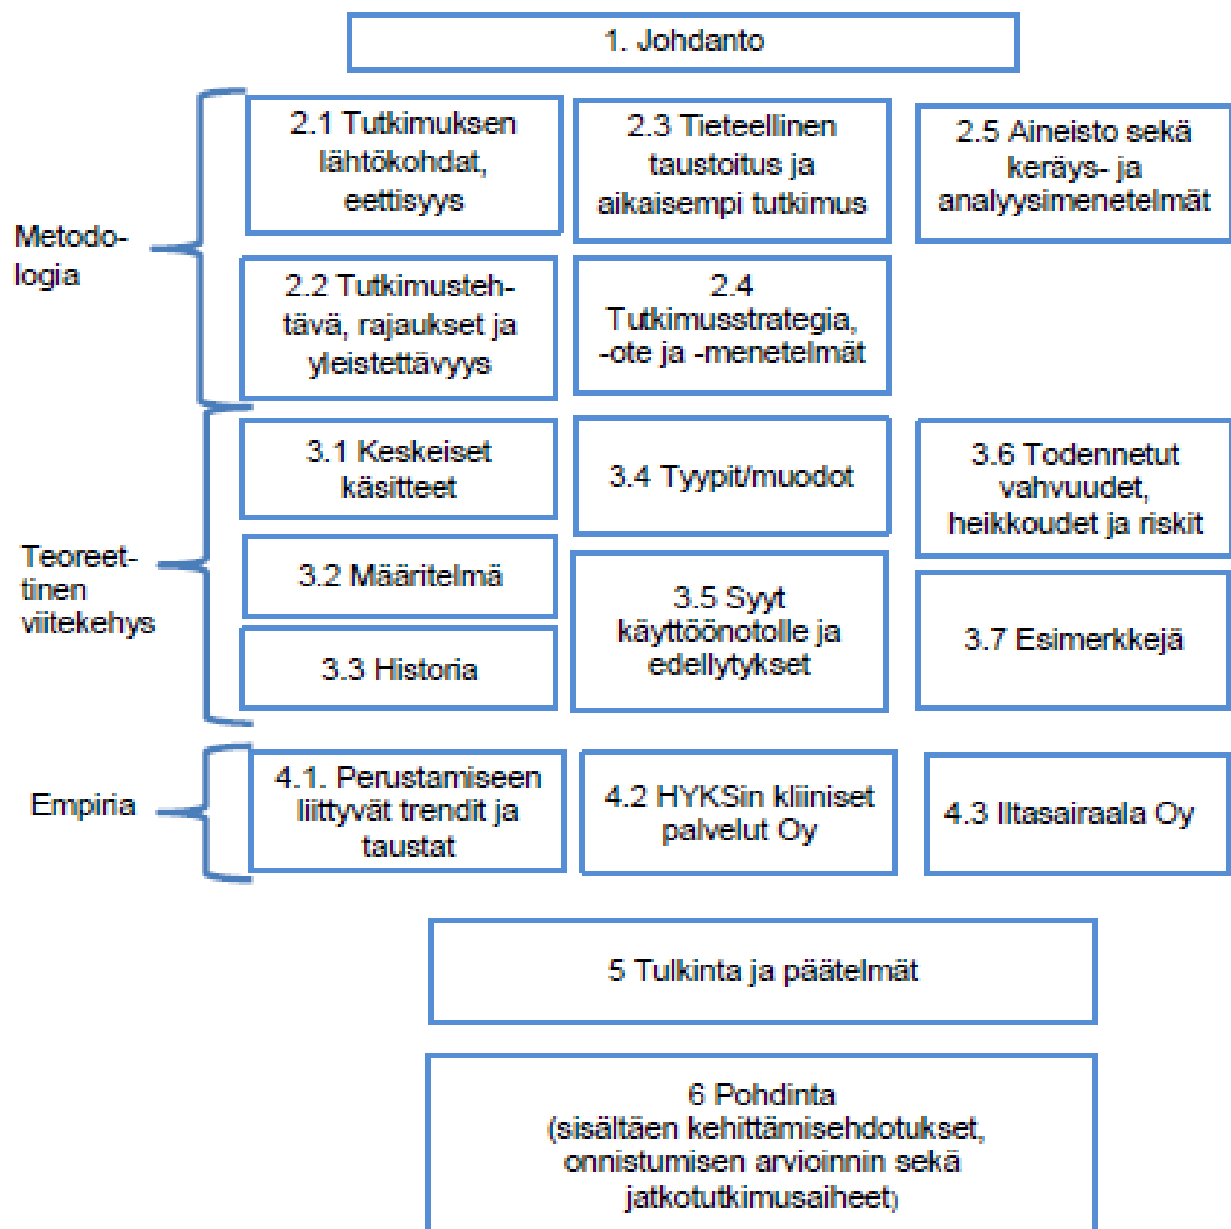 1. Johdanto
Metodo-
logia
2.1 Tutkimuksen
lähtökohdat,
eettisyys
2.3 Tieteellinen
taustoitus ja
aikaisempi tutkimus
2.5 Aineisto sekä
keräys- ja
analyysimenetelmät
2.2 Tutkimusteh-
tävä, rajaukset ja
yleistettävyys
2.4
Tutkimusstrategia,
-ote ja -menetelmät
Teoreet-
tinen
viitekehys
3.1 Keskeiset
käsitteet
3.2 Määritelmä
3.3 Historia
3.4 Tyypit/muodot
3.5 Syyt
käyttöönotolle ja
edellytykset
3.6 Todennetut
vahvuudet,
heikkoudet ja riskit
3.7 Esimerkkejä
Empiria
4.1. Perustamiseen
liittyvät trendit ja
taustat
4.2 HYKSin kliiniset
palvelut Oy
4.3 Iltasairaala Oy
5 Tulkinta ja päätelmät
6 Pohdinta
(sisältäen kehittämisehdotukset,
onnistumisen arvioinnin sekä
jatkotutkimusaiheet)